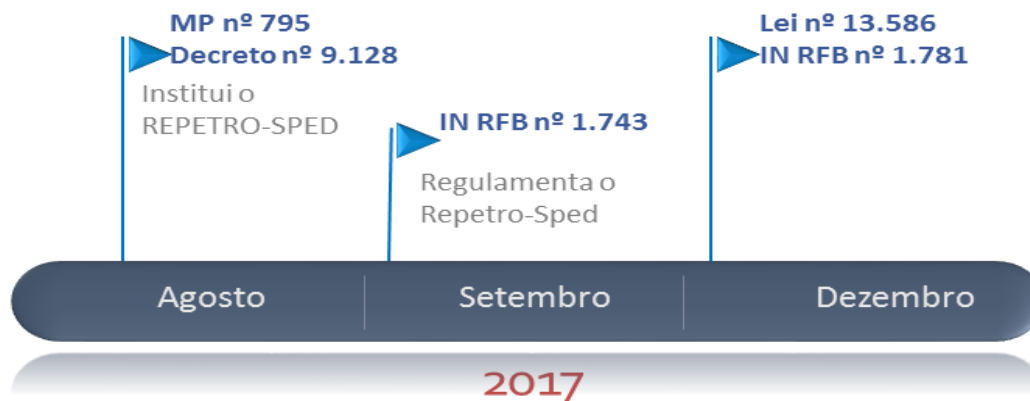 MP nº 795
Decreto nº 9.128
Institui o
REPETRO-SPED
IN RFB nº 1.743
Regulamenta o
Repetro-Sped
Lei nº 13.586
IN RFB nº 1.781
Agosto
Setembro
Dezembro
2017